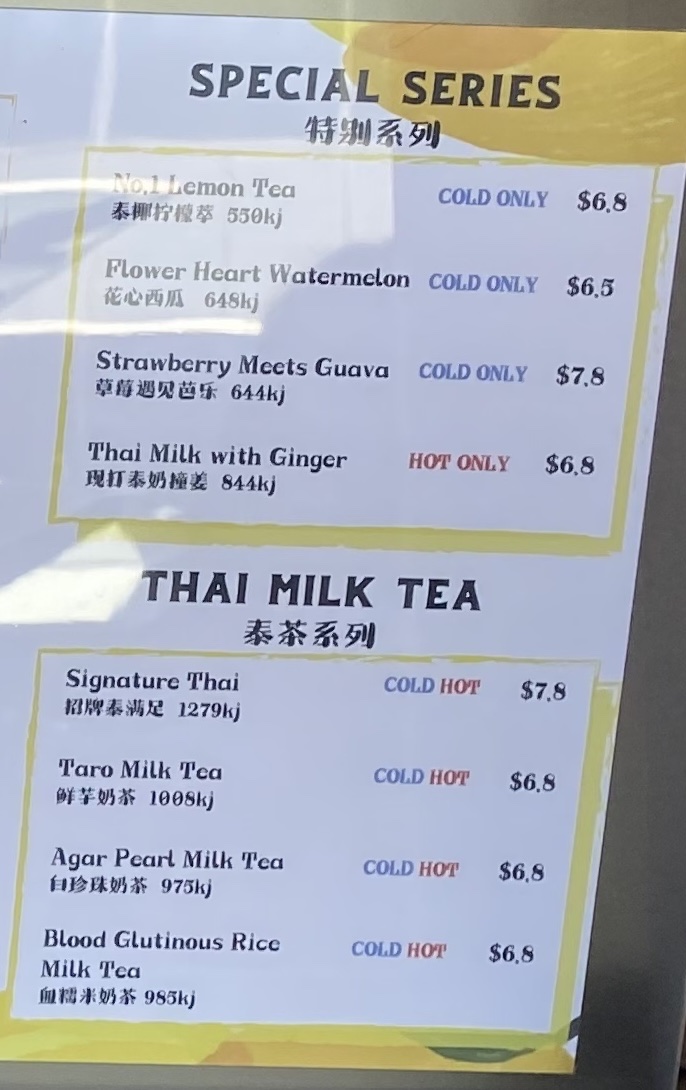 SPECIAL SERIES
特别系列
No.1 Lemon Tea COLD ONLY $6.8
泰椰柠檬萃 550kj
Flower Heart Watermelon COLD ONLY $6.5
花心西瓜 648kj
Strawberry Meets Guava COLD ONLY $7.8
草莓遇见芭乐 644kj
Thai Milk with Ginger HOT ONLY $6.8
现打泰奶撞姜 844kj
THAI MILK TEA
泰茶系列
Signature Thai COLD HOT $7.8
招牌泰满足 1279kj
Taro Milk Tea COLD HOT $6.8
鲜芋奶茶 1008kj
Agar Pearl Milk Tea COLD HOT $6.8
白珍珠奶茶 975kj
Blood Glutinous Rice COLD HOT $6.8
Milk Tea
血糯米奶茶 985kj